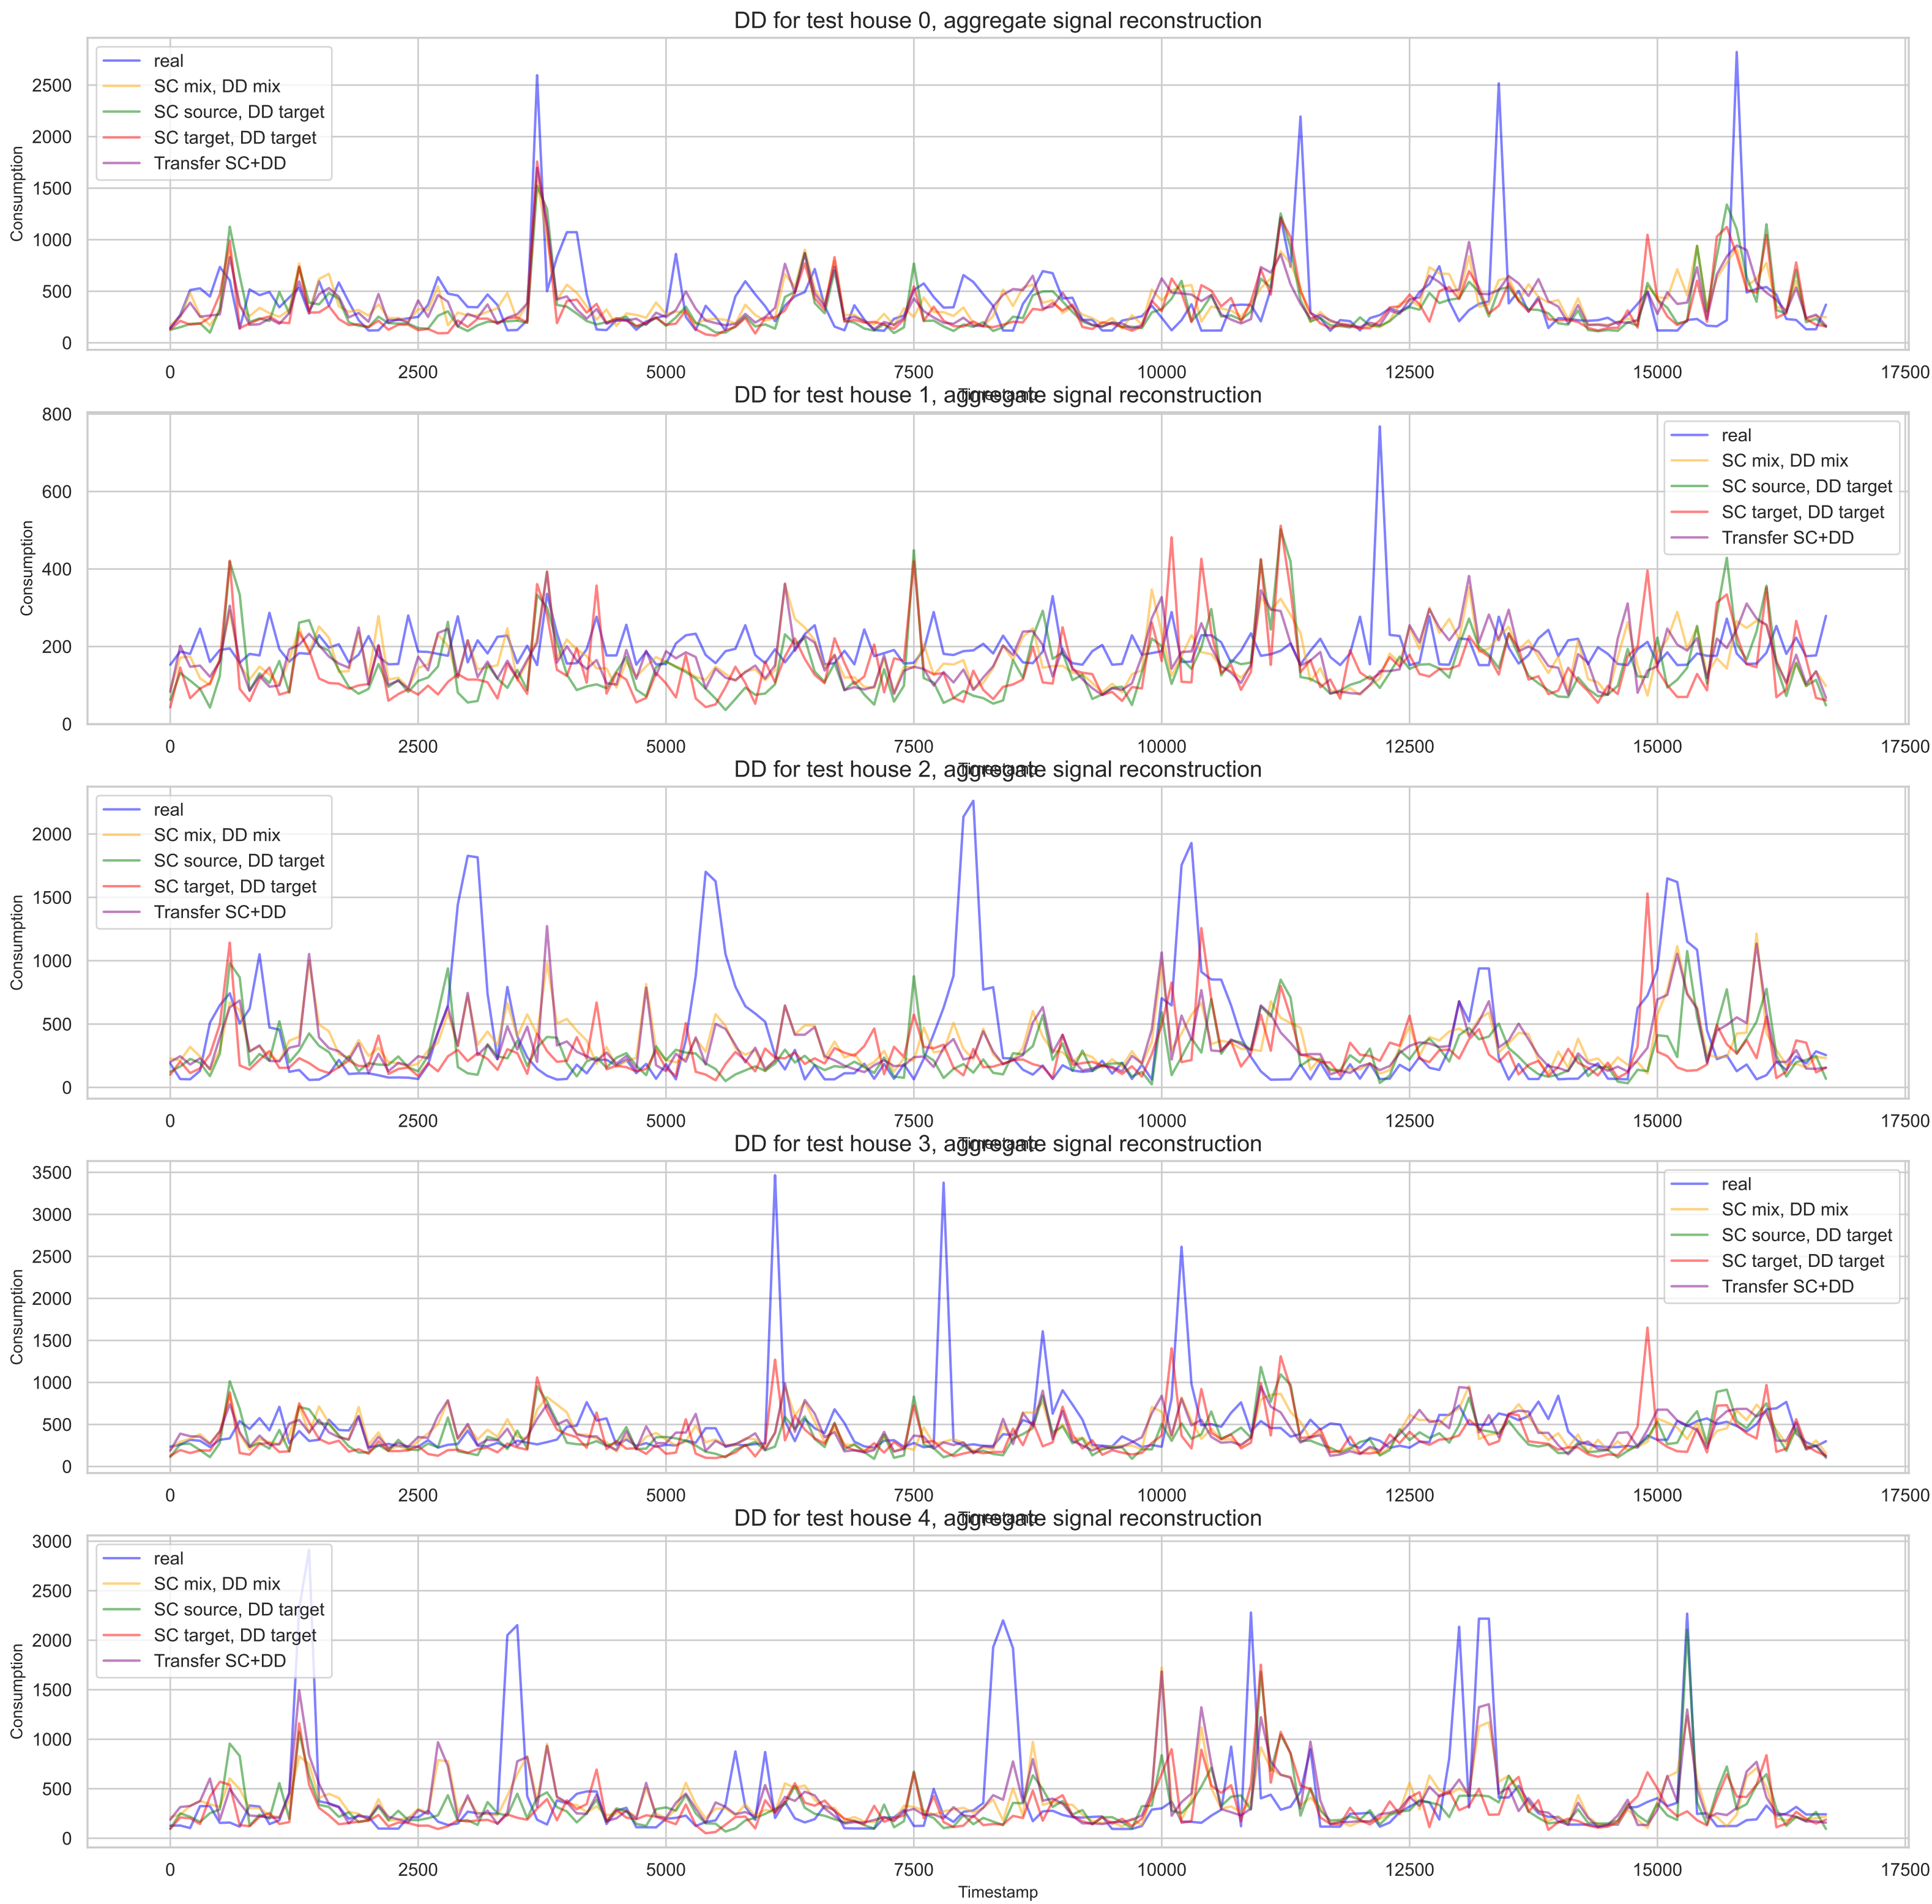 DD for test house 0, aggregate signal reconstruction
Consumption
2500
2000
1500
1000
500
0
real
SC mix, DD mix
SC source, DD target
SC target, DD target
Transfer SC+DD
0 2500 5000 7500 10000 12500 15000 17500
Timestamp
DD for test house 1, aggregate signal reconstruction
Consumption
800
600
400
200
0
real
SC mix, DD mix
SC source, DD target
SC target, DD target
Transfer SC+DD
0 2500 5000 7500 10000 12500 15000 17500
Timestamp
DD for test house 2, aggregate signal reconstruction
Consumption
2000
1500
1000
500
0
real
SC mix, DD mix
SC source, DD target
SC target, DD target
Transfer SC+DD
0 2500 5000 7500 10000 12500 15000 17500
Timestamp
DD for test house 3, aggregate signal reconstruction
Consumption
3500
3000
2500
2000
1500
1000
500
0
real
SC mix, DD mix
SC source, DD target
SC target, DD target
Transfer SC+DD
0 2500 5000 7500 10000 12500 15000 17500
Timestamp
DD for test house 4, aggregate signal reconstruction
Consumption
3000
2500
2000
1500
1000
500
0
real
SC mix, DD mix
SC source, DD target
SC target, DD target
Transfer SC+DD
0 2500 5000 7500 10000 12500 15000 17500
Timestamp